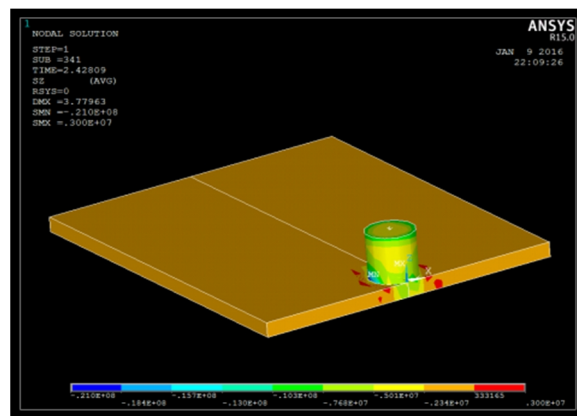 1
NODAL SOLUTION
STEP=1
SUB =341
TIME=2.42809
SZ (AVG)
RSYS=0
DMX =3.77963
SMN =-.210E+08
SMX =.300E+07
ANSYS
R15.0
JAN 9 2016
22:09:26
MN
MX
X
-.210E+08
-.184E+08
-.157E+08
-.130E+08
-.103E+08
-.768E+07
-.501E+07
-.234E+07
333165
.300E+07